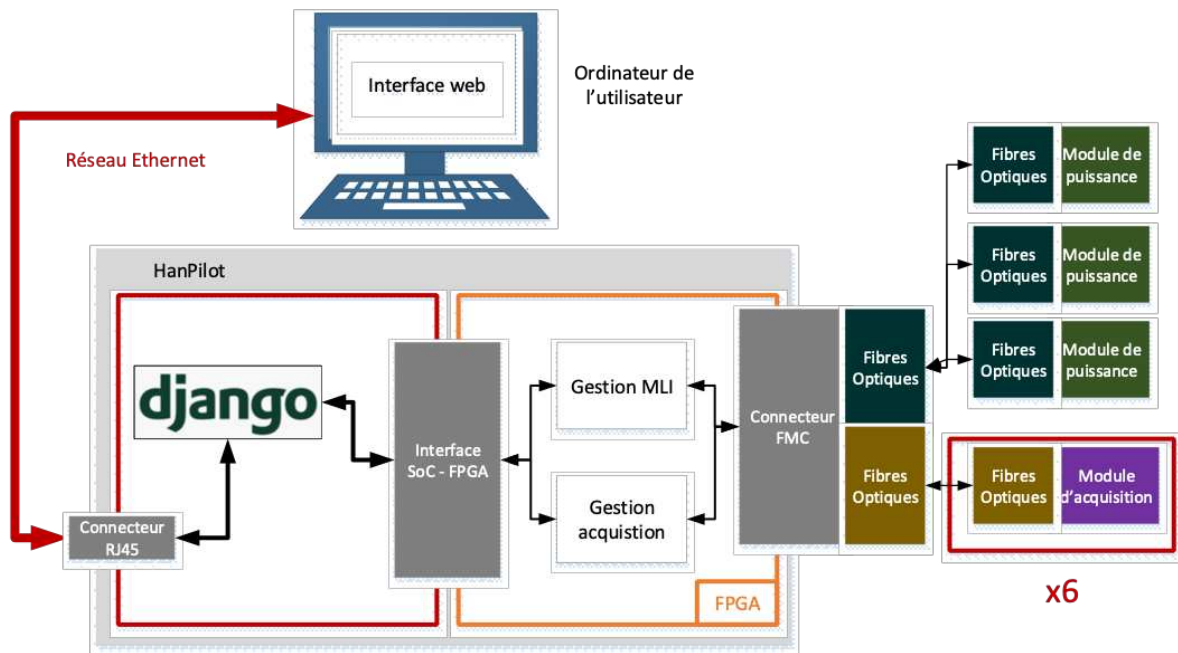 Interface web
Ordinateur de
l'utilisateur
Réseau Ethernet
Fibres
Optiques
Module de
puissance
Fibres
Optiques
Module de
puissance
Fibres
Optiques
Module de
puissance
HanPilot
django
Interface
SoC - FPGA
Gestion MLI
Gestion
acquistion
Connecteur
FMC
Fibres
Optiques
Fibres
Optiques
Fibres
Optiques
Module
d'acquisition
Connecteur
RJ45
FPGA
x6